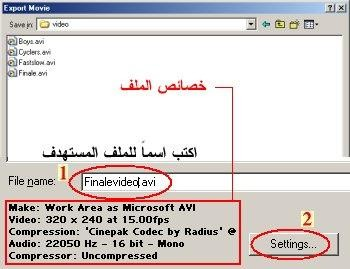 Export Movie
Save in: video
Boys.avi
Cyclers.avi
Fastslow.avi
Finale.avi
خصائص الملف
اكتب اسماً للملف المستهدف
1
File name: Finalevideo.avi
Make: Work Area as Microsoft AVI
Video: 320 x 240 at 15.00fps
Compression: 'Cinepak Codec by Radius' @
Audio: 22050 Hz - 16 bit - Mono
Compressor: Uncompressed
2
Settings...